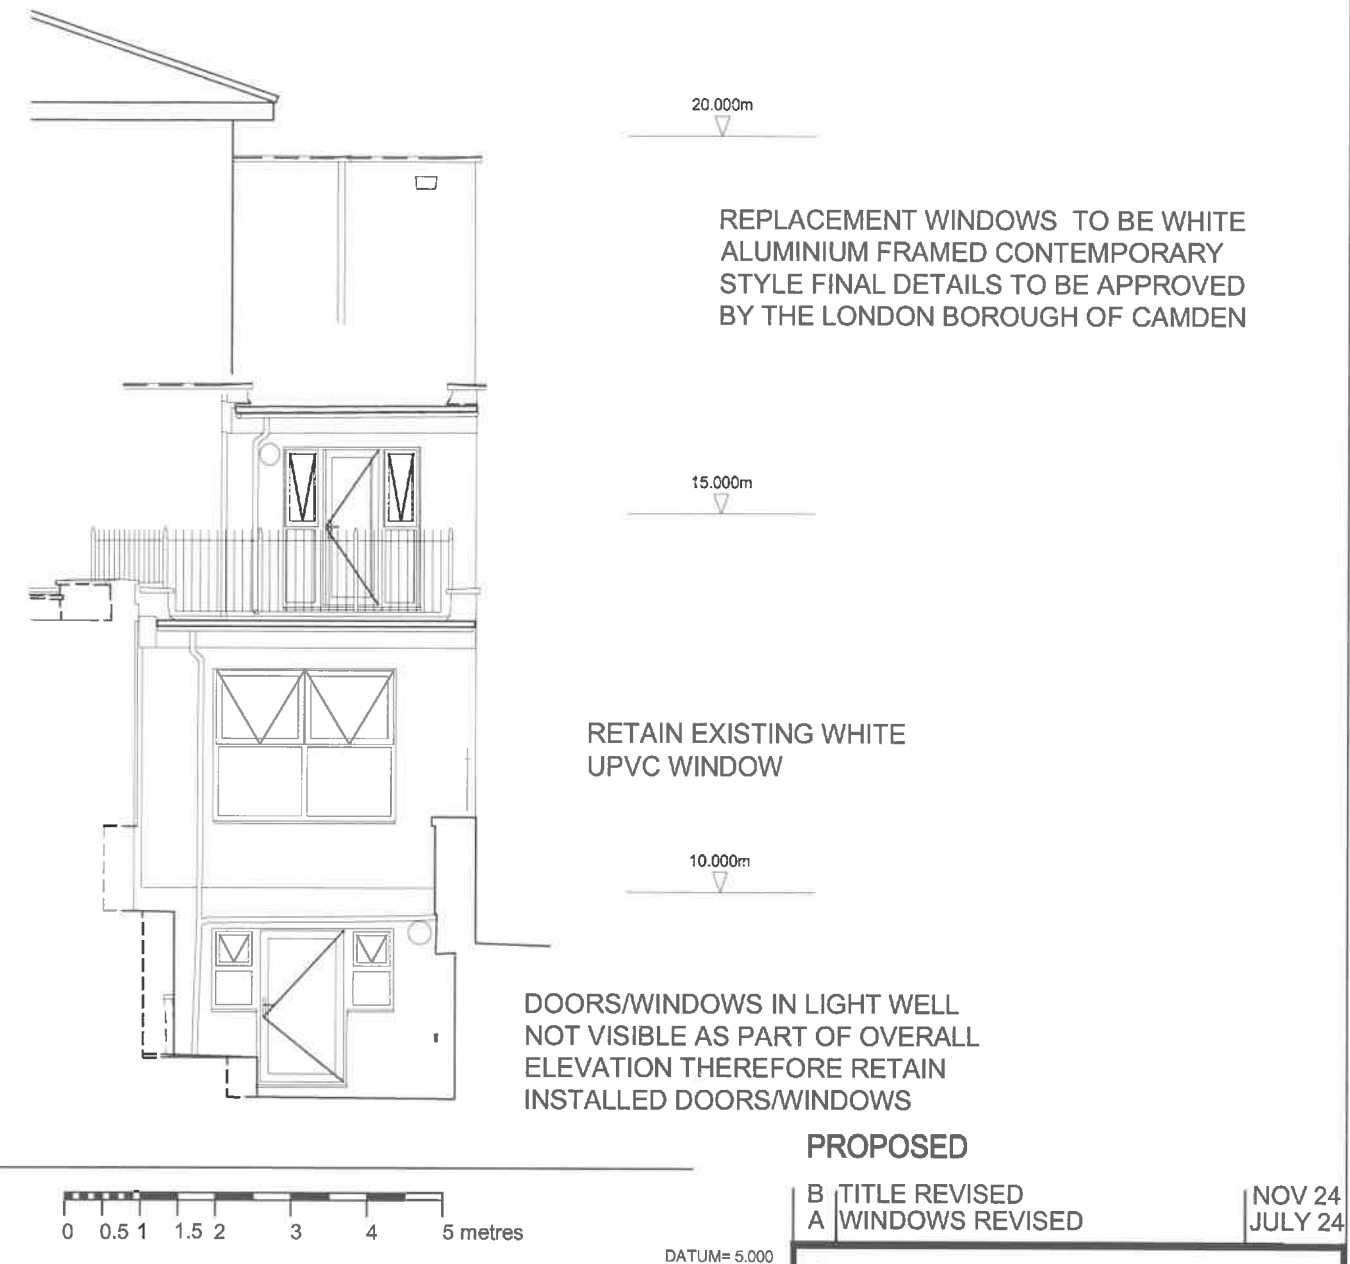 20.000m
REPLACEMENT WINDOWS TO BE WHITE
ALUMINIUM FRAMED CONTEMPORARY
STYLE FINAL DETAILS TO BE APPROVED
BY THE LONDON BOROUGH OF CAMDEN
15.000m
RETAIN EXISTING WHITE
UPVC WINDOW
10.000m
DOORS/WINDOWS IN LIGHT WELL
NOT VISIBLE AS PART OF OVERALL
ELEVATION THEREFORE RETAIN
INSTALLED DOORS/WINDOWS
PROPOSED
B TITLE REVISED NOV 24
A WINDOWS REVISED JULY 24
0 0.5 1 1.5 2 3 4 5 metres
DATUM= 5.000